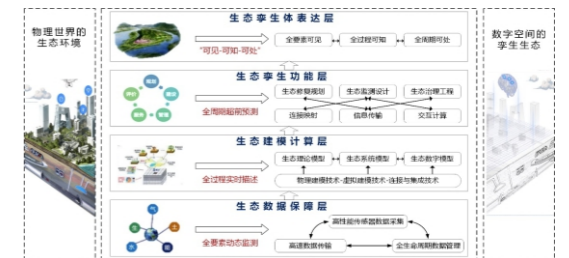 物理世界的
生态环境
数字空间的
孪生生态
生态孪生体表达层
"可见-可知-可处"
全要素可见
全过程可知
全周期可处
生态孪生功能层
全周期超前预测
生态修复规划
生态监测设计
生态治理工程
连接映射
信息传输
交互计算
生态建模计算层
全过程实时描述
生态理论模型
生态系统模型
生态数字模型
物理建模技术-虚拟建模技术-连接与集成技术
生态数据保障层
全要素动态监测
高性能传感器数据采集
高速数据传输
全生命周期数据管理